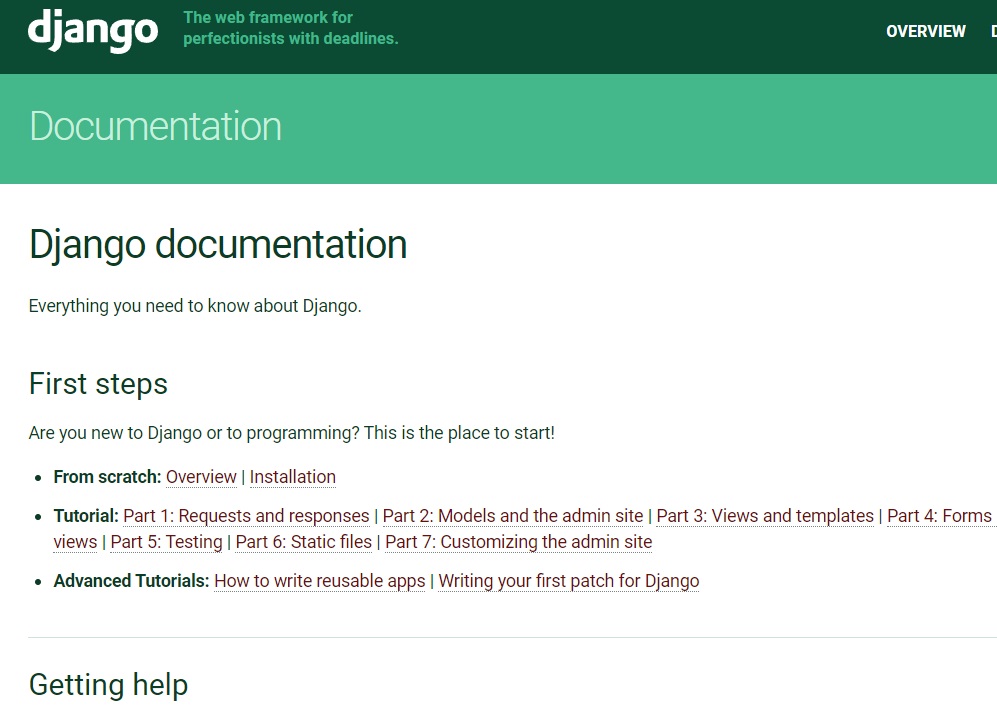 django
The web framework for
perfectionists with deadlines.
OVERVIEW
Documentation
Django documentation
Everything you need to know about Django.
First steps
Are you new to Django or to programming? This is the place to start!
• From scratch: Overview | Installation
• Tutorial: Part 1: Requests and responses | Part 2: Models and the admin site | Part 3: Views and templates | Part 4: Forms
views | Part 5: Testing | Part 6: Static files | Part 7: Customizing the admin site
• Advanced Tutorials: How to write reusable apps | Writing your first patch for Django
Getting help